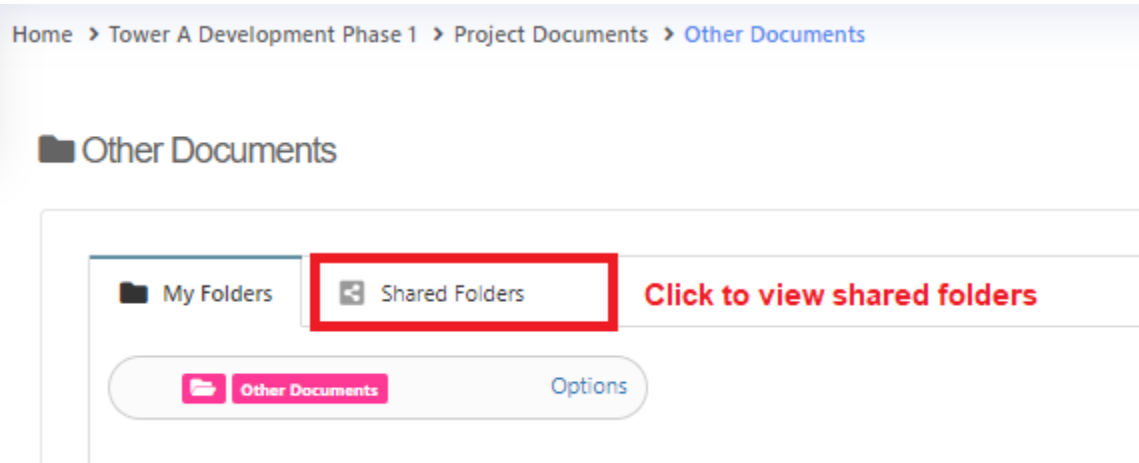 Home > Tower A Development Phase 1 > Project Documents > Other Documents
Other Documents
My Folders Shared Folders Click to view shared folders
Other Documents Options